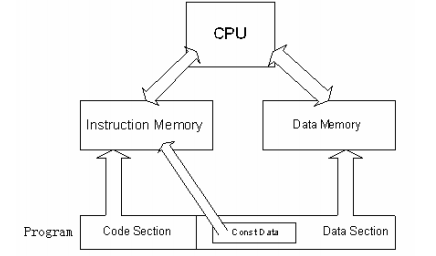 CPU
Instruction Memory
Data Memory
Program
Code Section
Const Data
Data Section